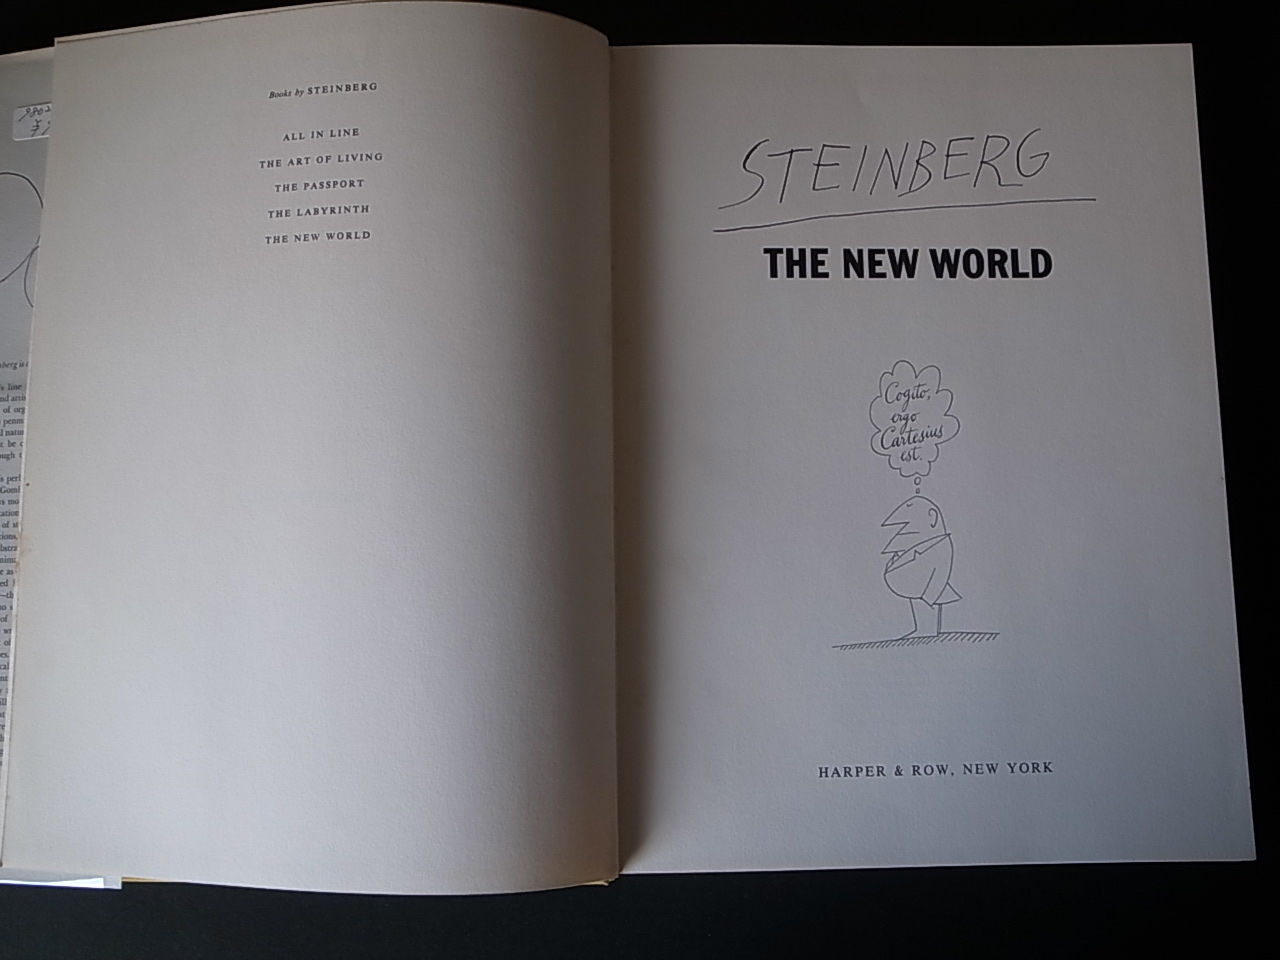 Books by STEINBERG
ALL IN LINE
THE ART OF LIVING
THE PASSPORT
THE LABYRINTH
THE NEW WORLD
STEINBERG
THE NEW WORLD
Cogito,
ergo
Cartesius
est.
HARPER & ROW, NEW YORK